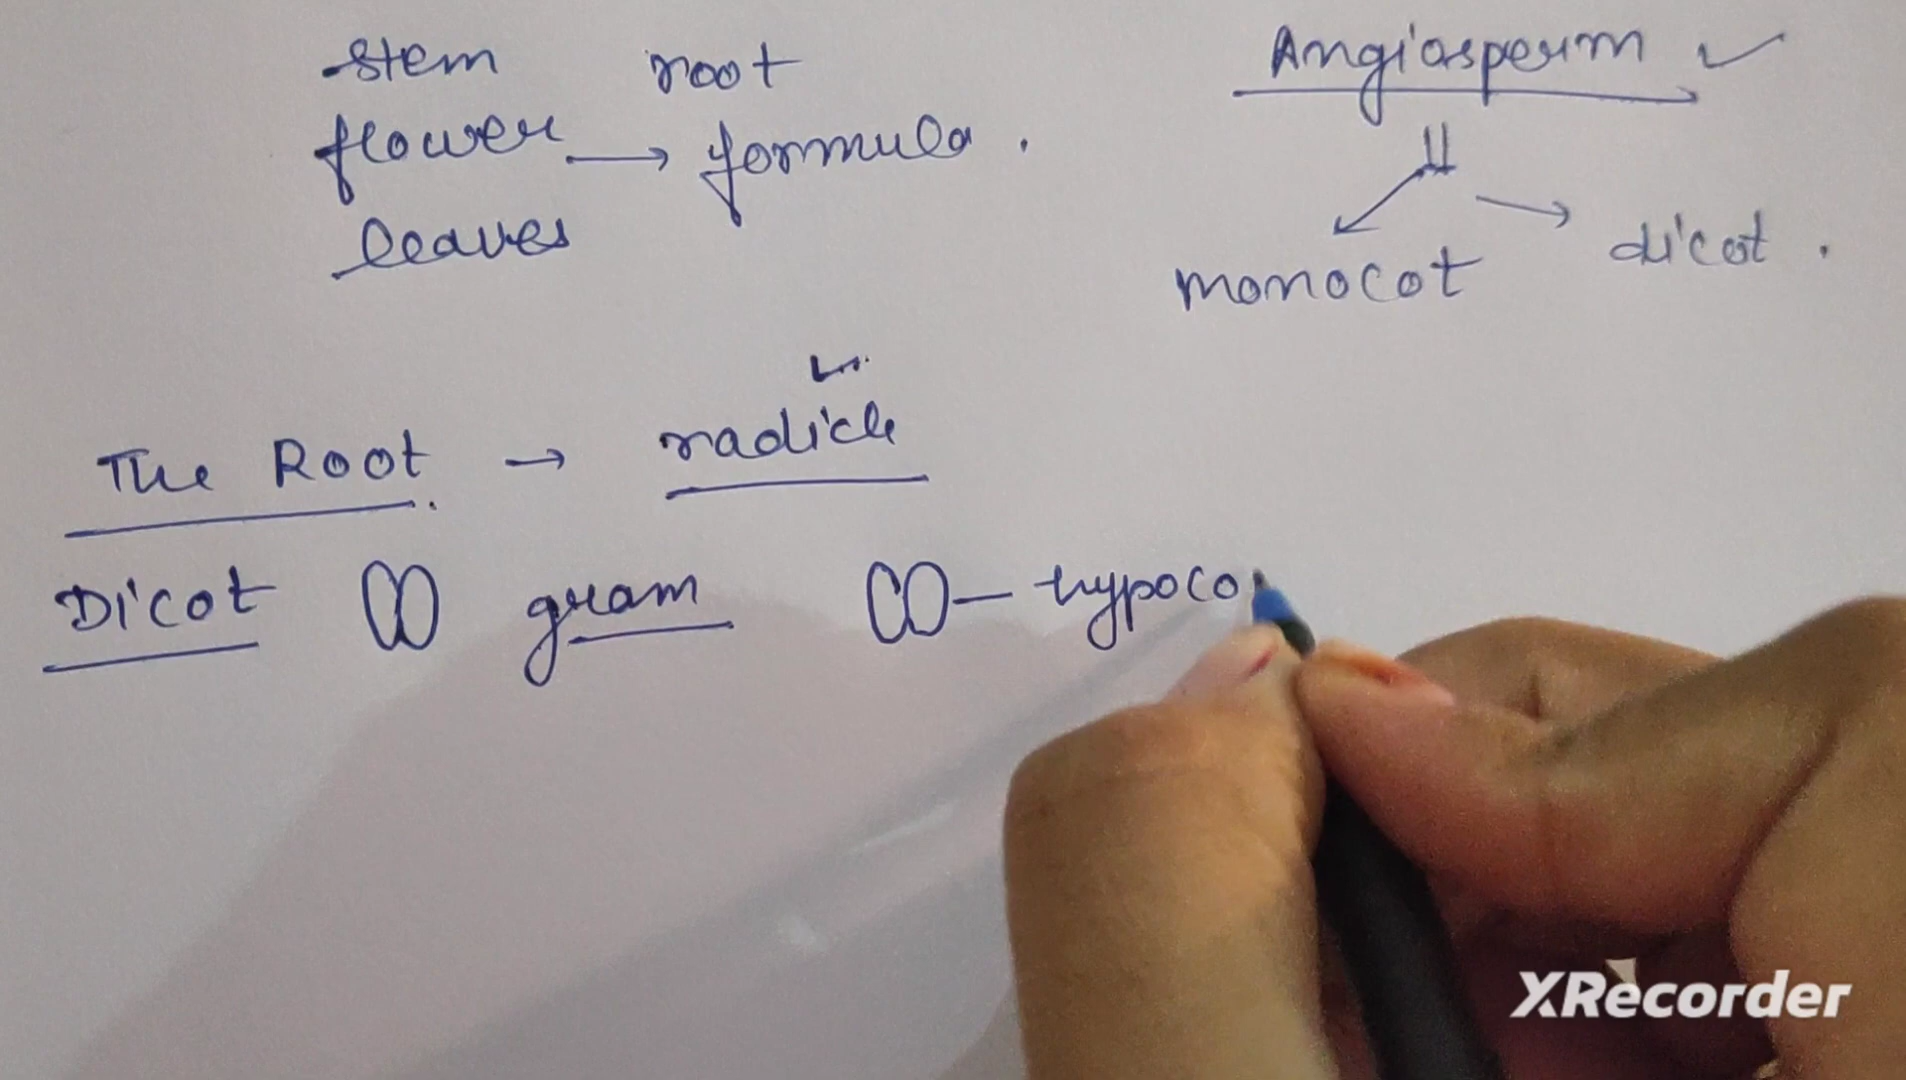 stem root
flower → formula.
leaves
Angiosperm ✓
monocot
dicot.
The Root. → radicle
Dicot gram hypoco
XRecorder